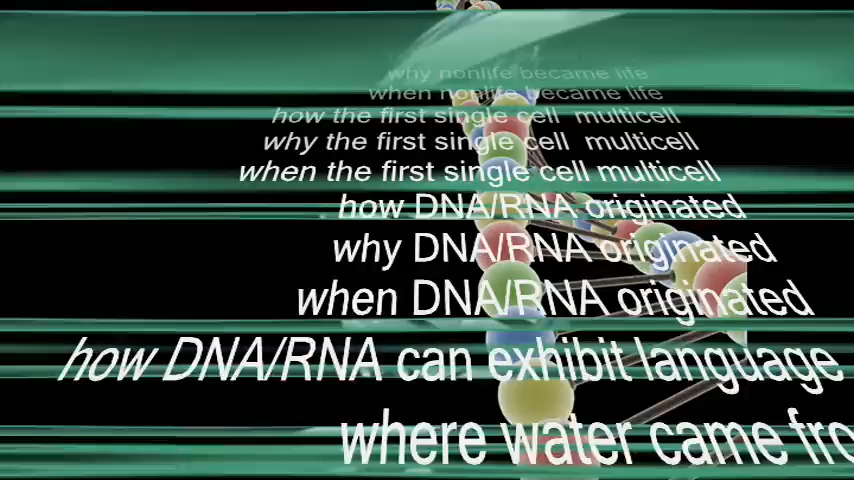 why nonlife became life
when nonlife became life
how the first single cell multicell
why the first single cell multicell
when the first single cell multicell
how DNA/RNA originated
why DNA/RNA originated
when DNA/RNA originated
how DNA/RNA can exhibit language
where water came fro